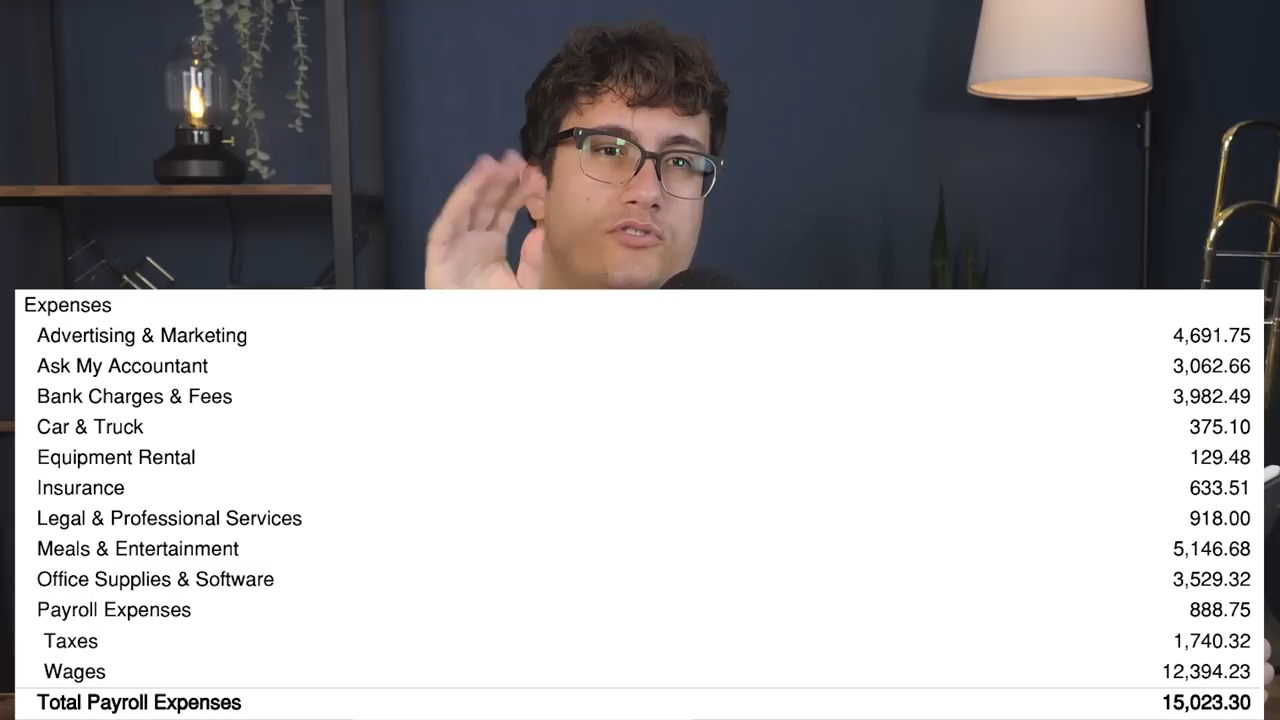 Expenses
Advertising & Marketing 4,691.75
Ask My Accountant 3,062.66
Bank Charges & Fees 3,982.49
Car & Truck 375.10
Equipment Rental 129.48
Insurance 633.51
Legal & Professional Services 918.00
Meals & Entertainment 5,146.68
Office Supplies & Software 3,529.32
Payroll Expenses 888.75
Taxes 1,740.32
Wages 12,394.23
Total Payroll Expenses 15,023.30